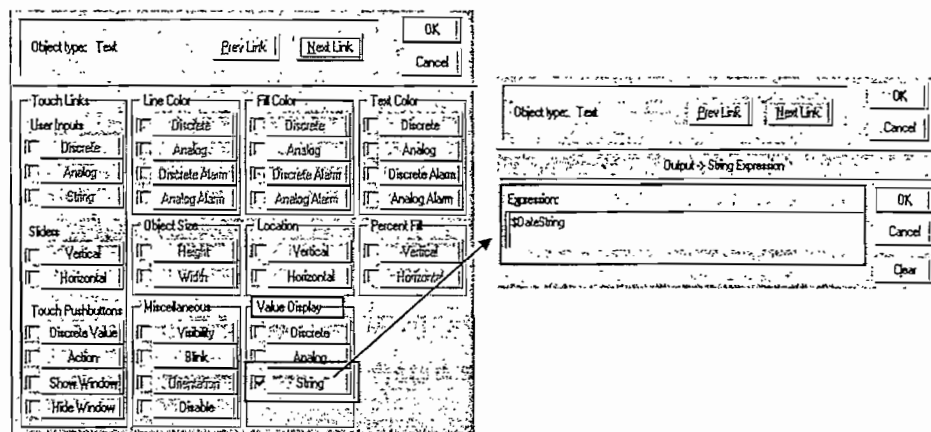 Object type: Text
Prev Link
Next Link
OK
Cancel
Touch Links
User Inputs
Discrete
Analog
String
Sliders
Vertical
Horizontal
Touch Pushbuttons
Discrete Value
Action
Show Window
Hide Window
Line Color
Discrete
Analog
Discrete Alarm
Analog Alarm
Object Size
Height
Width
Miscellaneous
Visibility
Blink
Orientation
Disable
Fill Color
Discrete
Analog
Discrete Alarm
Analog Alarm
Location
Vertical
Horizontal
Value Display
Discrete
Analog
String
Text Color
Discrete
Analog
Discrete Alarm
Analog Alarm
Percent Fill
Vertical
Horizontal
Object type: Text
Prev Link
Next Link
OK
Cancel
Output -> String Expression
Expression:
$DateString
OK
Cancel
Clear